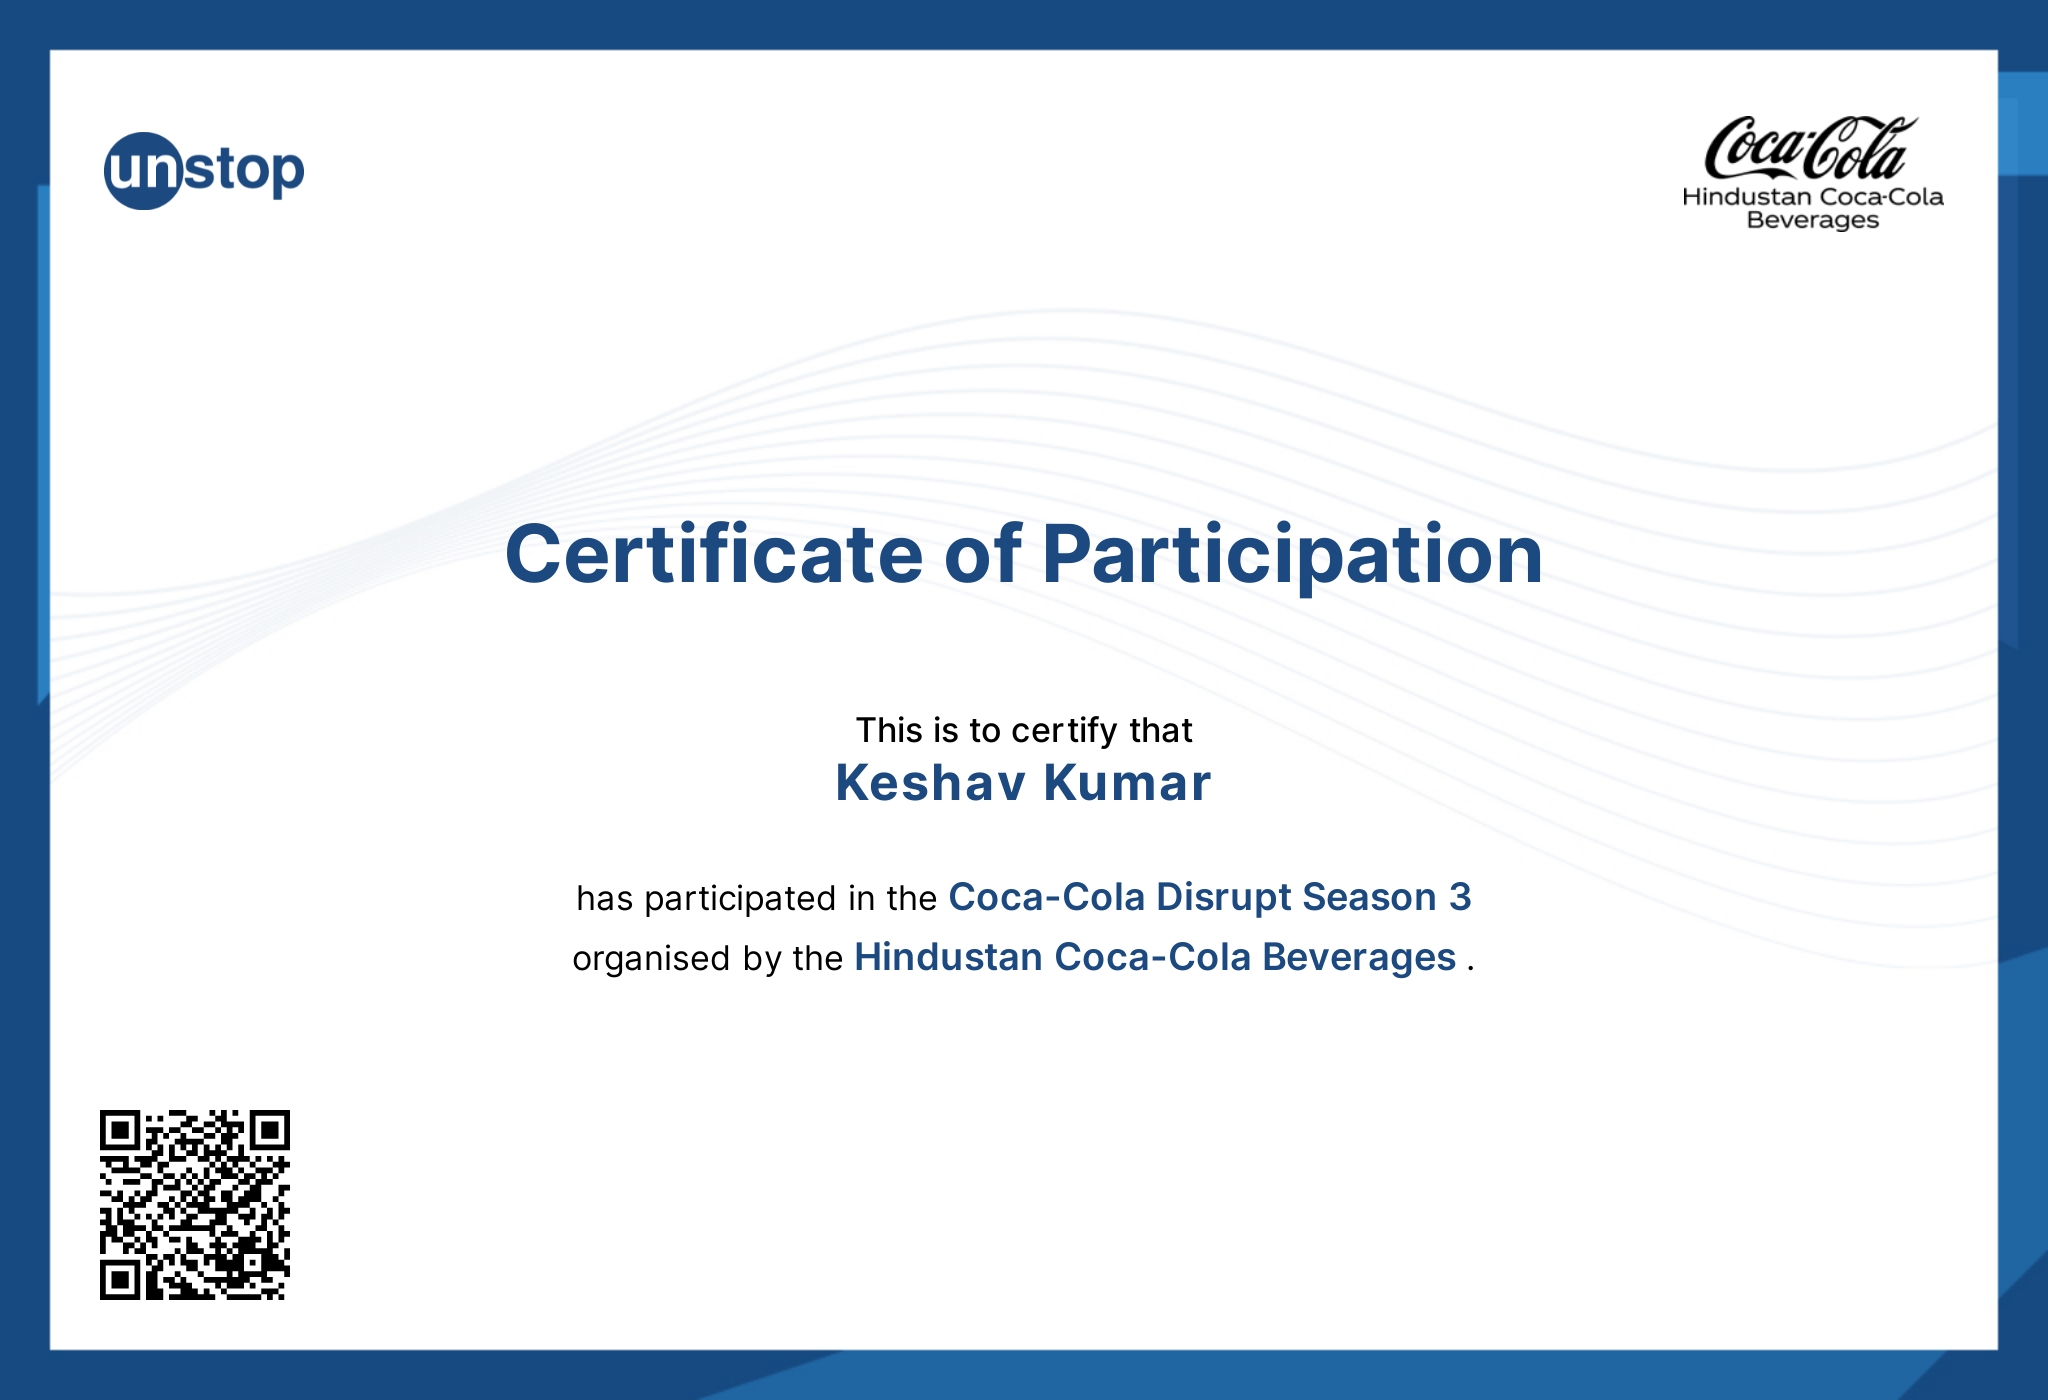 unstop
Coca-Cola
Hindustan Coca-Cola
Beverages
Certificate of Participation
This is to certify that
Keshav Kumar
has participated in the Coca-Cola Disrupt Season 3
organised by the Hindustan Coca-Cola Beverages .